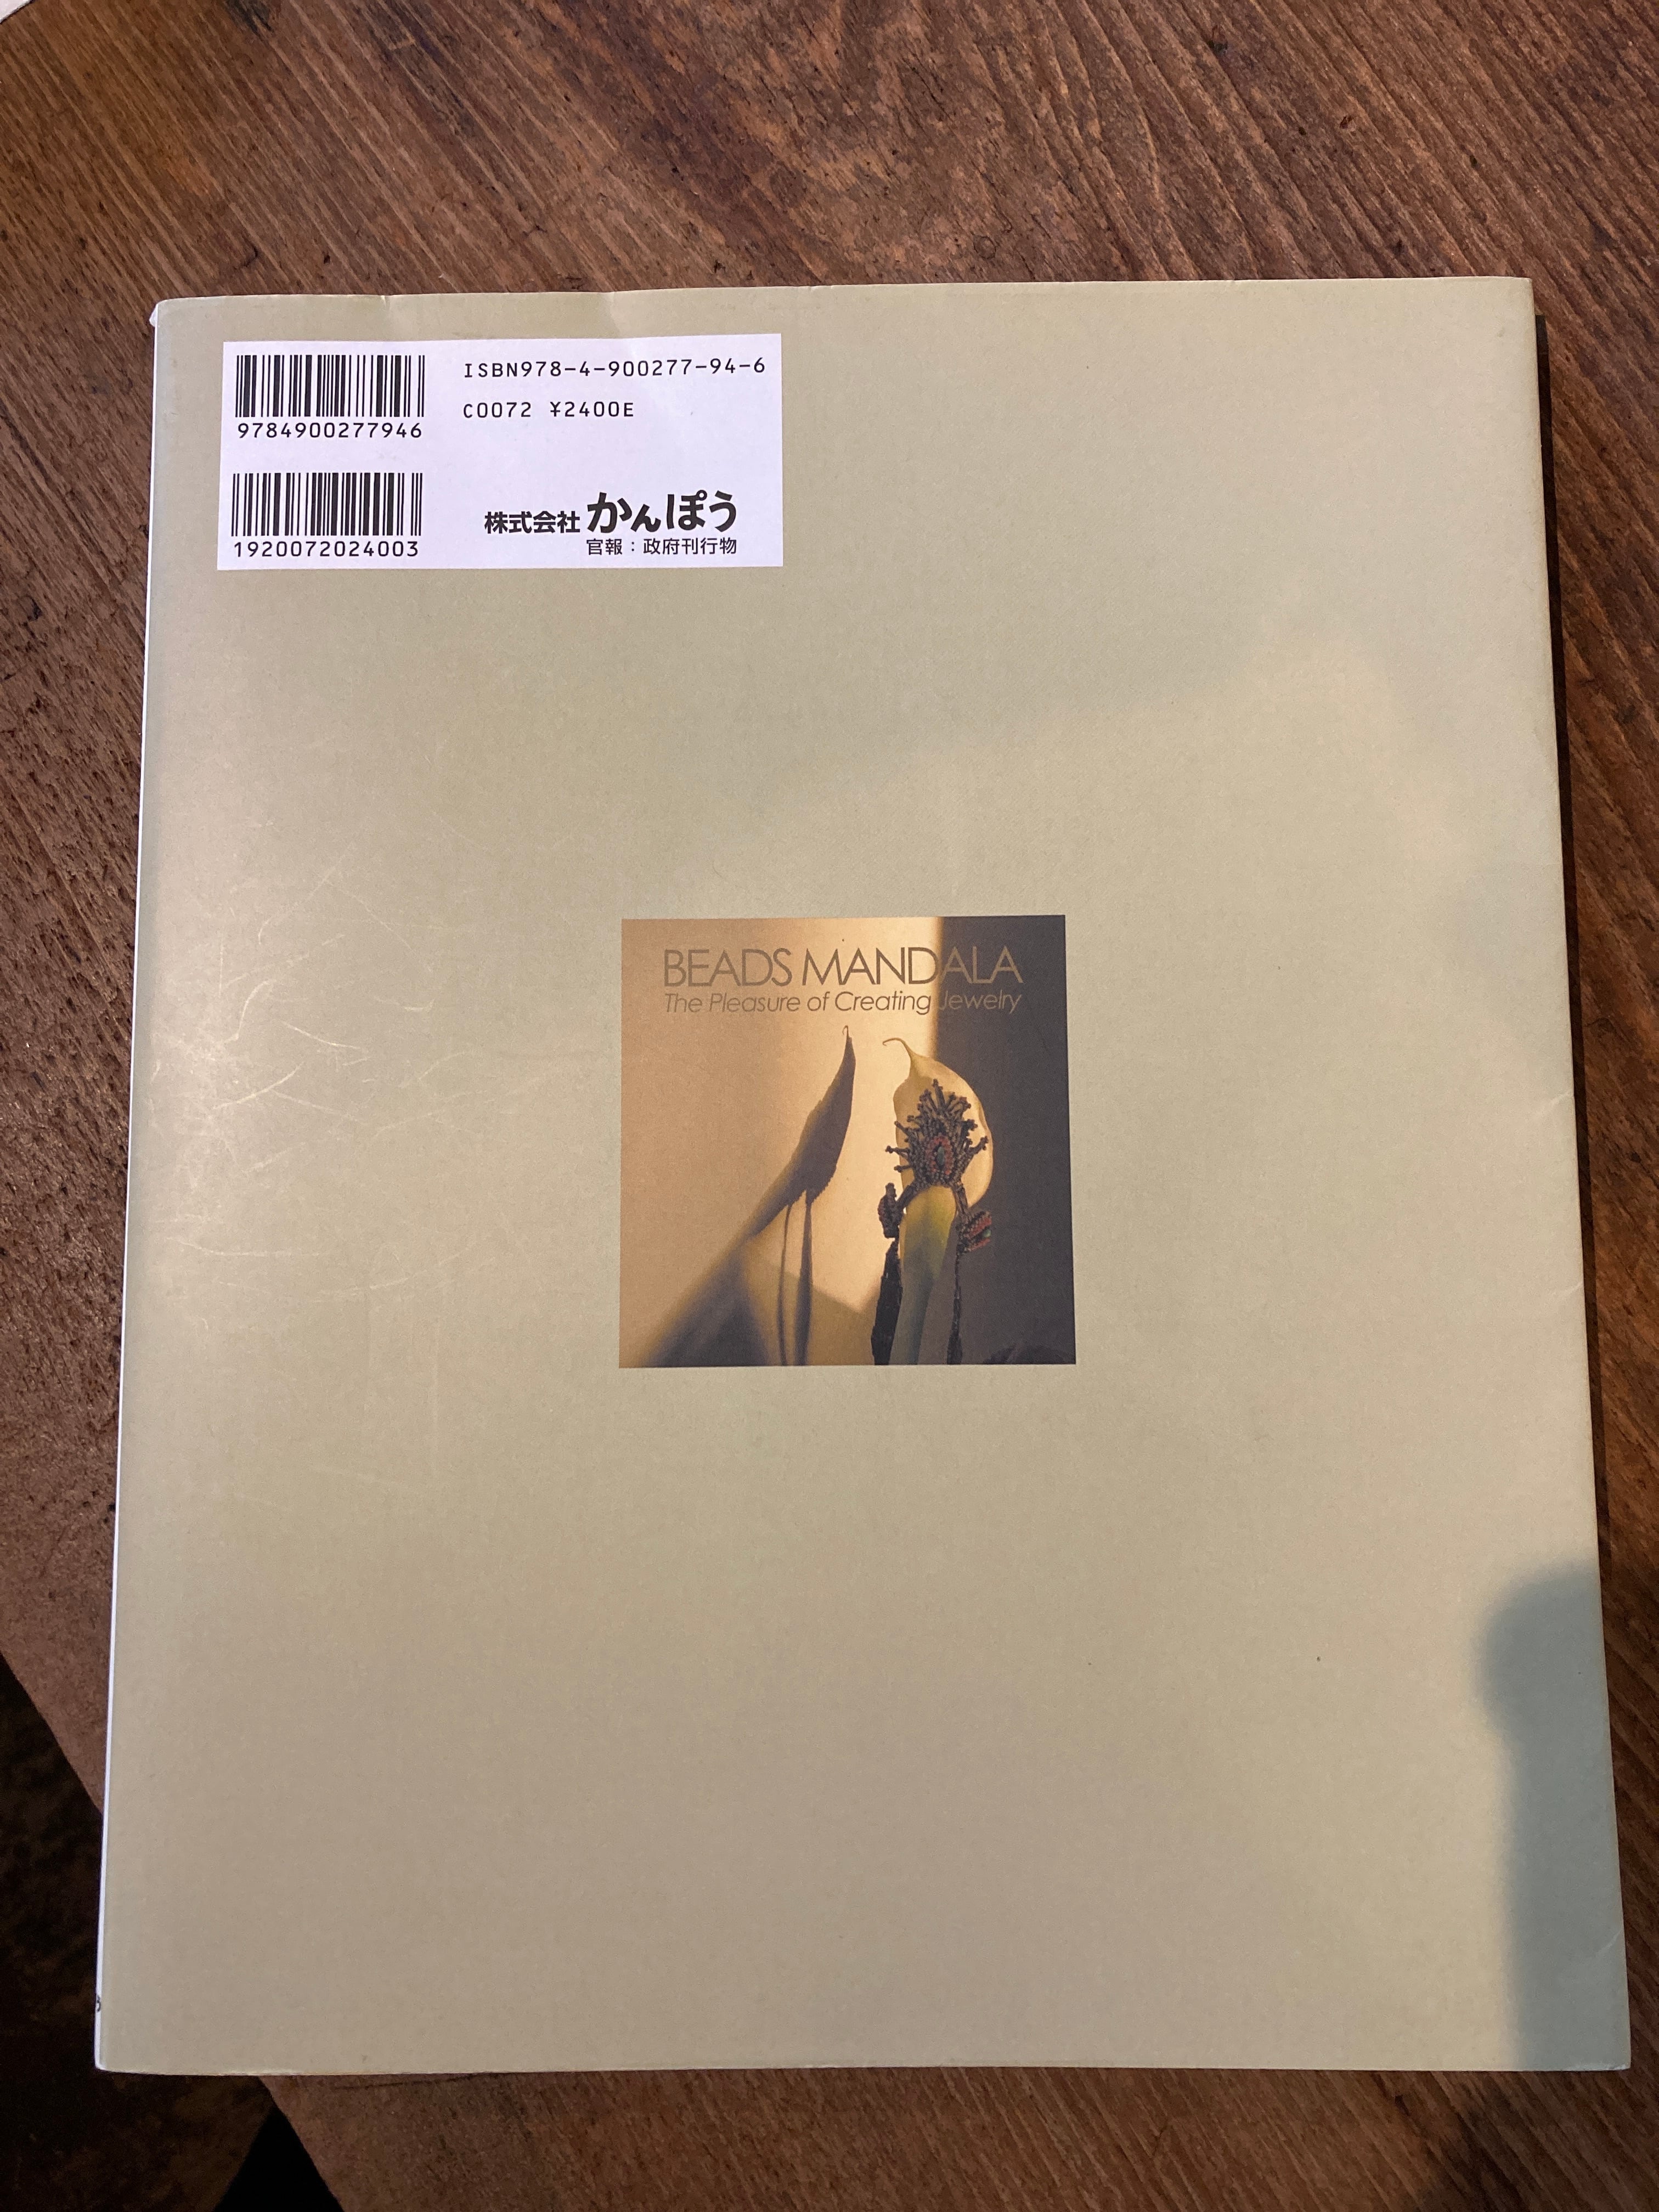 ISBN978-4-900277-94-6
9784900277946
C0072 ¥2400E
1920072024003
株式会社 かんぽう
官報：政府刊行物
BEADS MANDALA
The Pleasure of Creating Jewelry